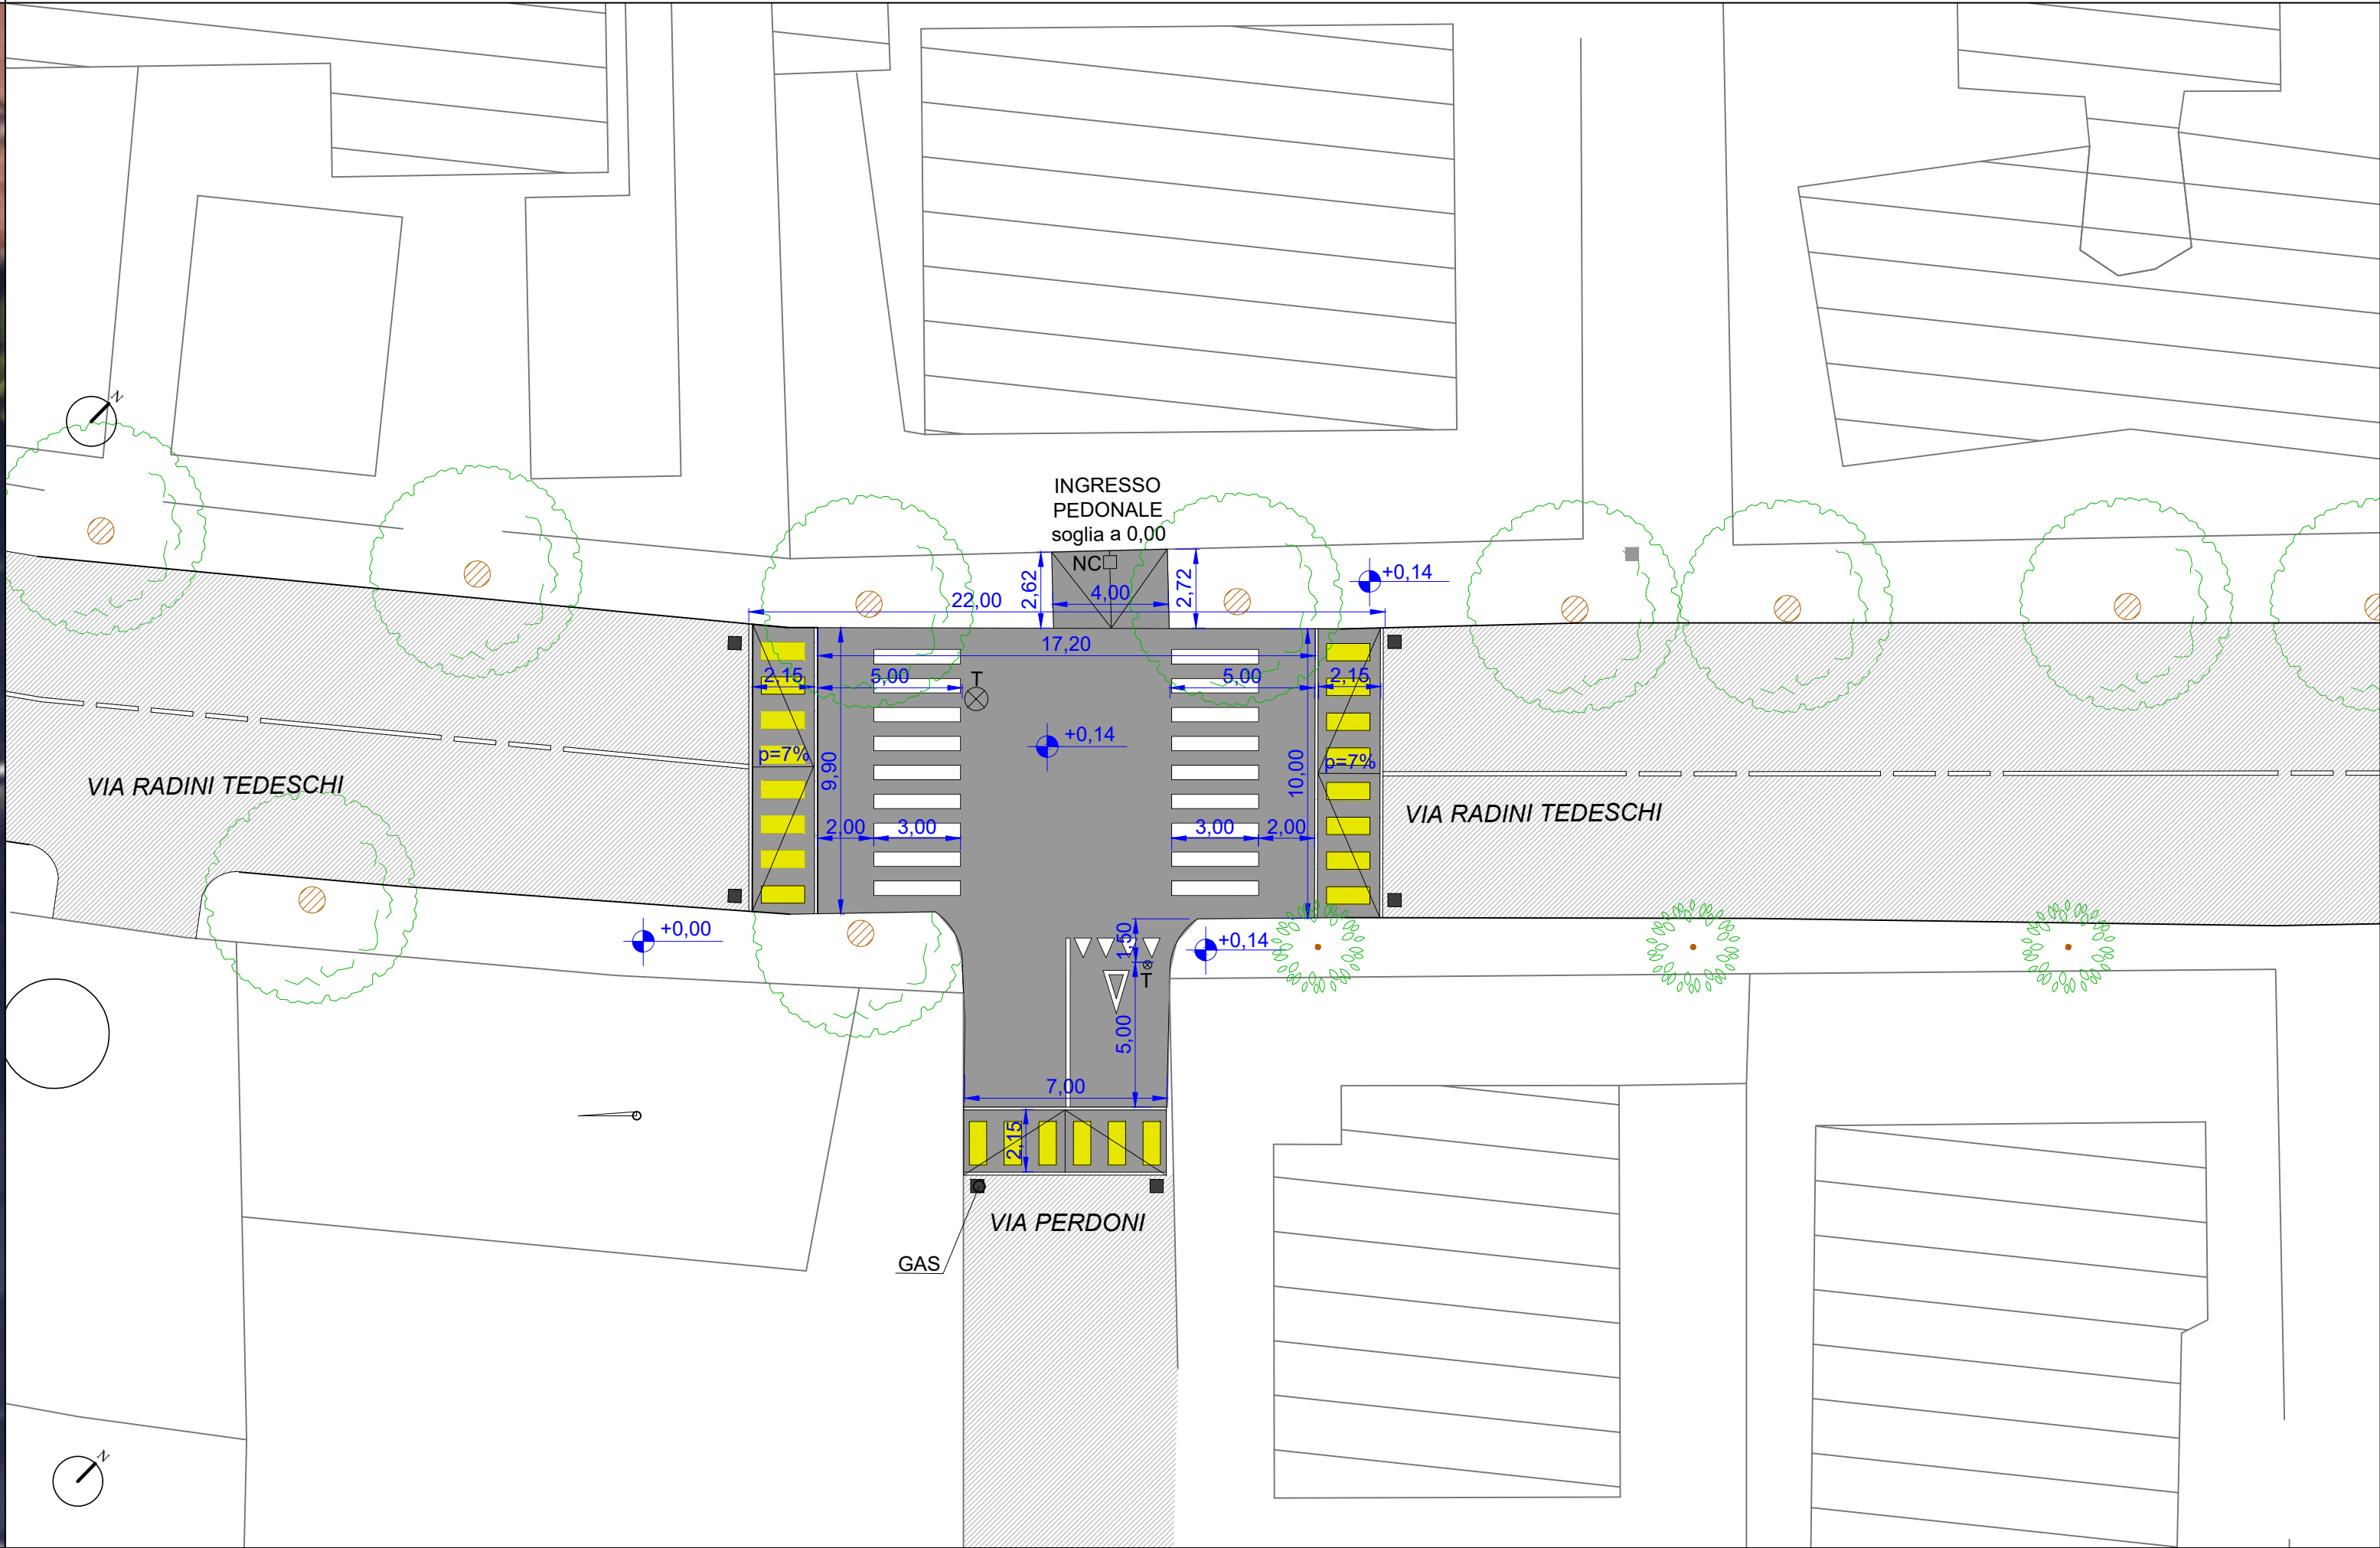 N
INGRESSO
PEDONALE
soglia a 0,00
NC
+0,14
22,00
2,62
4,00
2,72
17,20
2,15
5,00
T
5,00
2,15
+0,14
p=7%
9,90
10,00
p=7%
VIA RADINI TEDESCHI
VIA RADINI TEDESCHI
2,00
3,00
3,00
2,00
+0,00
1,50
+0,14
T
5,00
7,00
2,15
VIA PERDONI
GAS
N